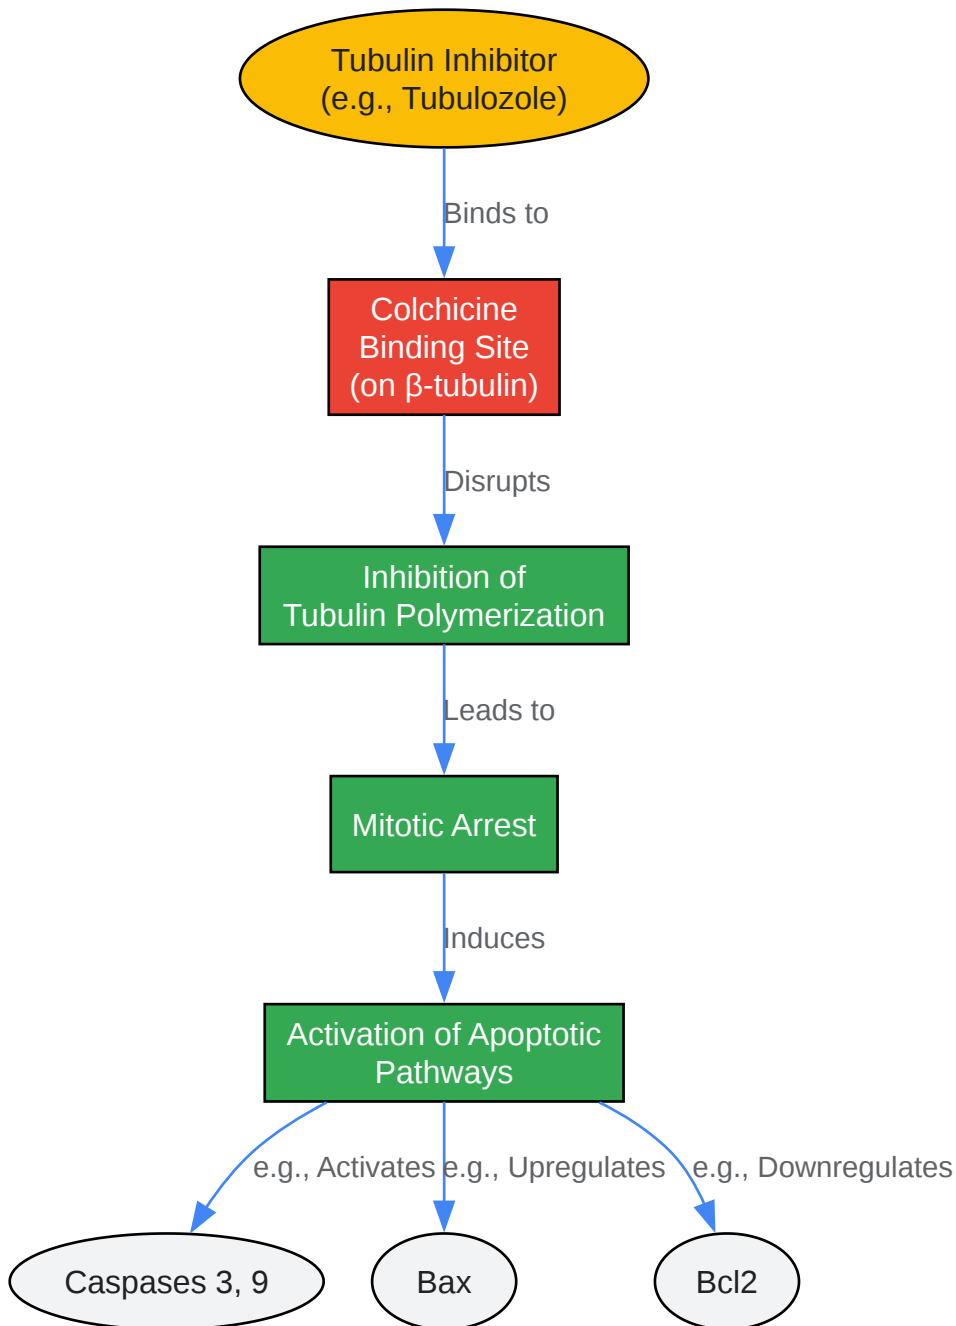 Tubulin Inhibitor
(e.g., Tubulozole)
Binds to
Colchicine
Binding Site
(on β-tubulin)
Disrupts
Inhibition of
Tubulin Polymerization
Leads to
Mitotic Arrest
Induces
Activation of Apoptotic
Pathways
e.g., Activates
e.g., Upregulates
e.g., Downregulates
Caspases 3, 9
Bax
Bcl2